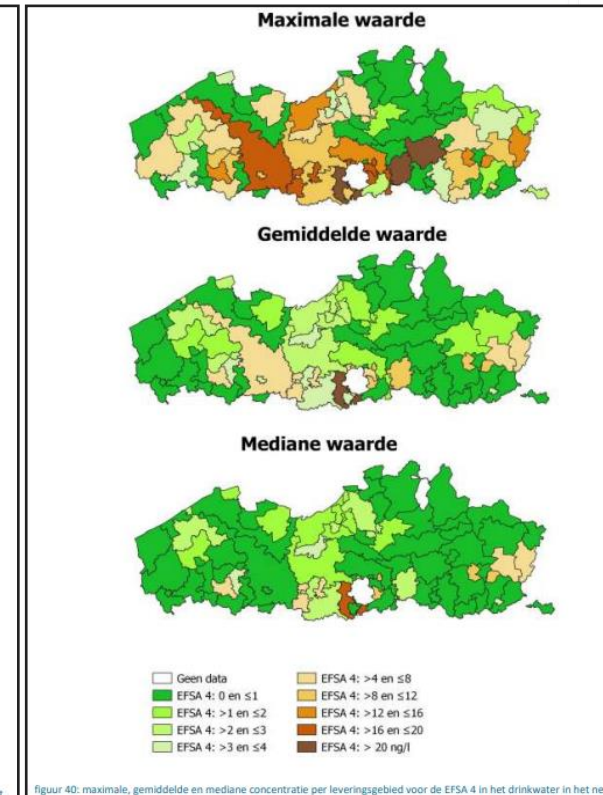 Maximale waarde
Gemiddelde waarde
Mediane waarde
Geen data
EFSA 4: 0 en ≤1
EFSA 4: >1 en ≤2
EFSA 4: >2 en ≤3
EFSA 4: >3 en ≤4
EFSA 4: >4 en ≤8
EFSA 4: >8 en ≤12
EFSA 4: >12 en ≤16
EFSA 4: >16 en ≤20
EFSA 4: > 20 ng/l
figuur 40: maximale, gemiddelde en mediane concentratie per leveringsgebied voor de EFSA 4 in het drinkwater in het ne